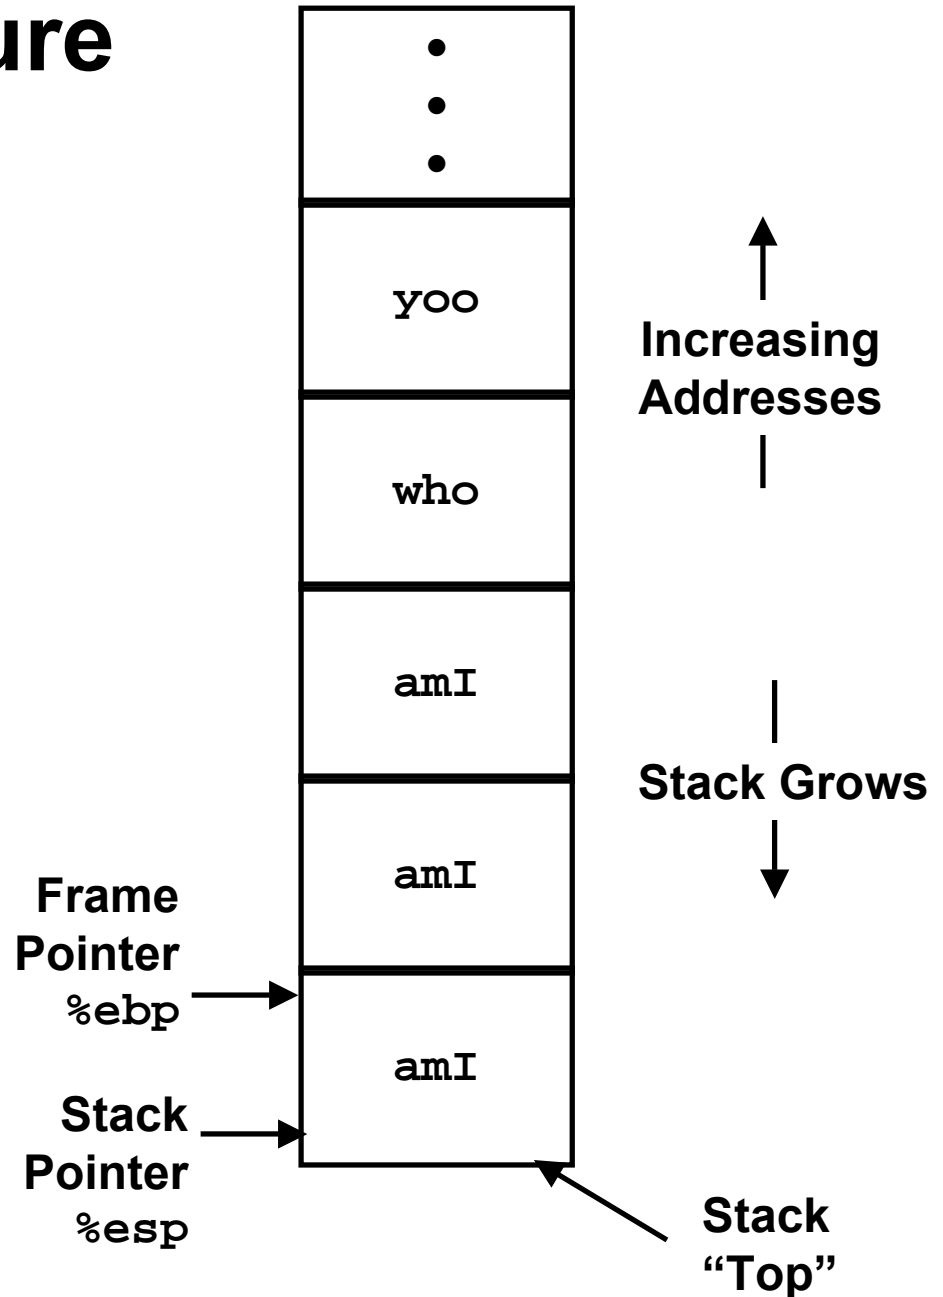 ure
yoo
Increasing
Addresses
who
amI
Stack Grows
amI
Frame
Pointer
%ebp
amI
Stack
Pointer
%esp
Stack
“Top”